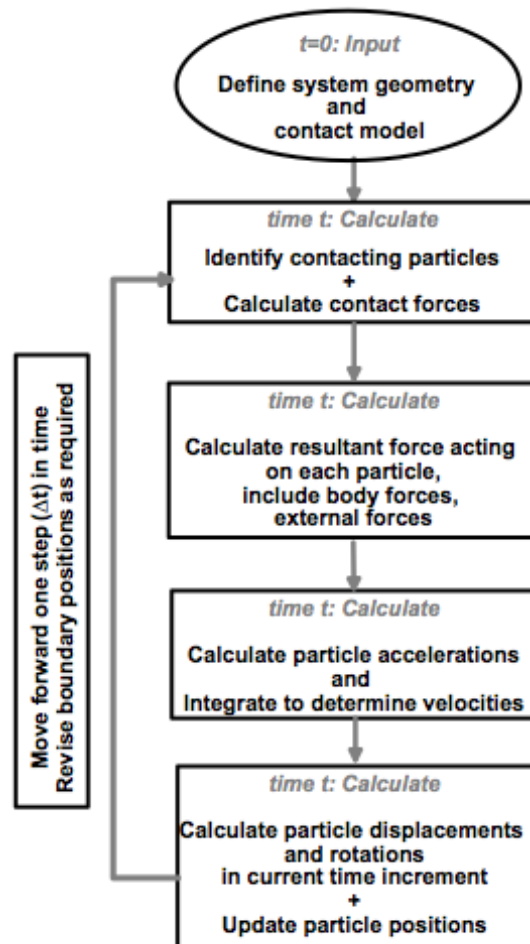 t=0: Input
Define system geometry
and
contact model
time t: Calculate
Identify contacting particles
+
Calculate contact forces
time t: Calculate
Calculate resultant force acting
on each particle,
include body forces,
external forces
time t: Calculate
Calculate particle accelerations
and
Integrate to determine velocities
time t: Calculate
Calculate particle displacements
and rotations
in current time increment
+
Update particle positions
Move forward one step (Δt) in time
Revise boundary positions as required